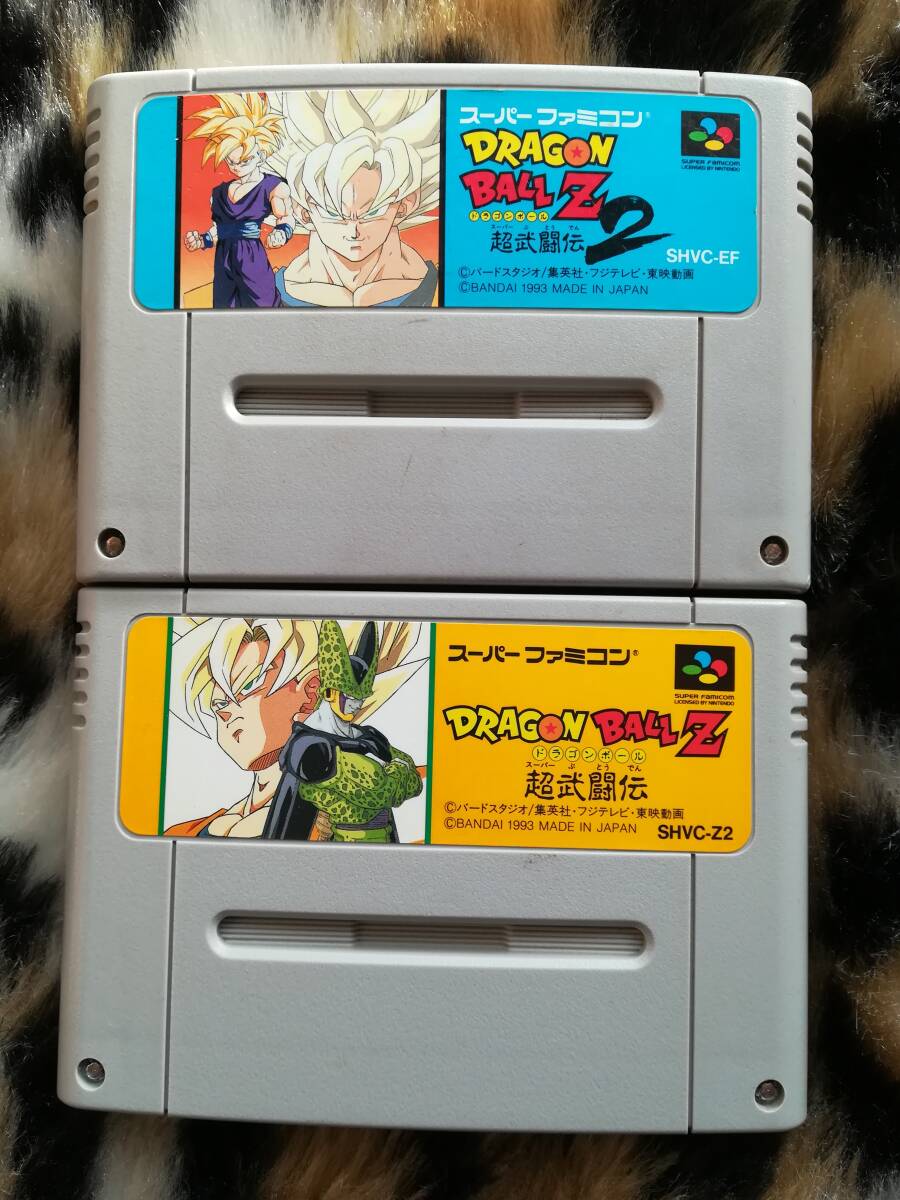 スーパーファミコン®
DRAGON
BALL Z 2
ドラゴンボール
スーパー ぶ とう でん
超武闘伝
SUPER FAMICOM
LICENSED BY NINTENDO
SHVC-EF
©バードスタジオ/集英社・フジテレビ・東映動画
©BANDAI 1993 MADE IN JAPAN
スーパーファミコン®
SUPER FAMICOM
LICENSED BY NINTENDO
DRAGON BALL Z
ドラゴンボール
スーパー ぶ とう でん
超武闘伝
©バードスタジオ/集英社・フジテレビ・東映動画
©BANDAI 1993 MADE IN JAPAN
SHVC-Z2